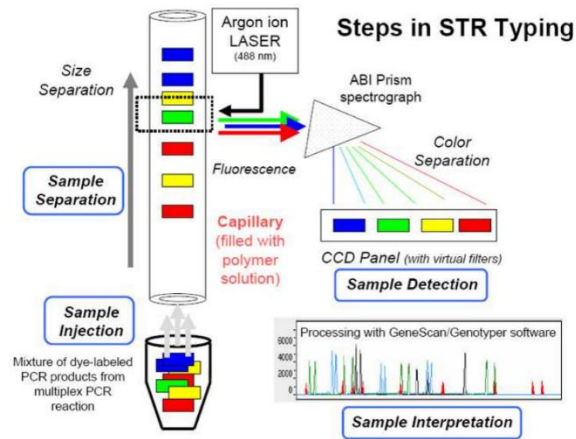 Steps in STR Typing
Argon ion
LASER
(488 nm)
Size
Separation
ABI Prism
spectrograph
Color
Separation
Fluorescence
Sample
Separation
Capillary
(filled with
polymer
solution)
CCD Panel (with virtual filters)
Sample Detection
Sample
Injection
Mixture of dye-labeled
PCR products from
multiplex PCR
reaction
Processing with GeneScan/Genotyper software
6000
4000
2000
0
Sample Interpretation